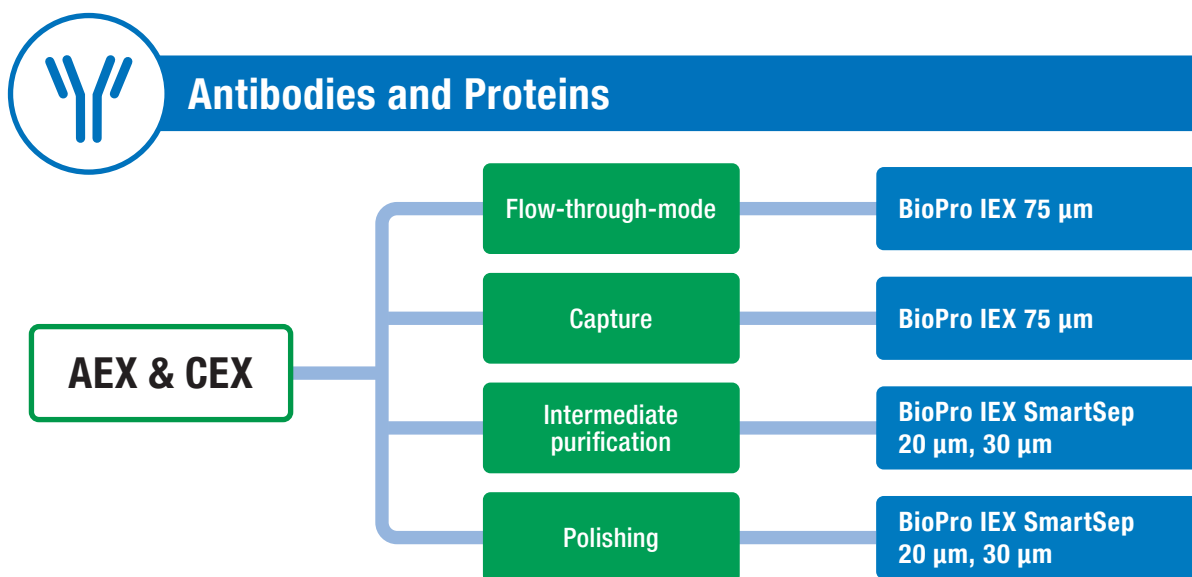 Antibodies and Proteins
Flow-through-mode
BioPro IEX 75 µm
Capture
BioPro IEX 75 µm
AEX & CEX
Intermediate
purification
BioPro IEX SmartSep
20 µm, 30 µm
Polishing
BioPro IEX SmartSep
20 µm, 30 µm